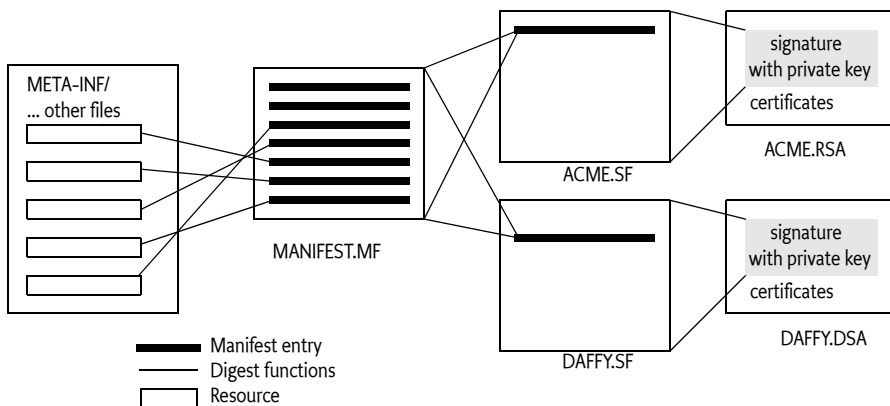 META-INF/
... other files
MANIFEST.MF
ACME.SF
signature
with private key
certificates
ACME.RSA
DAFFY.SF
signature
with private key
certificates
DAFFY.DSA
Manifest entry
Digest functions
Resource